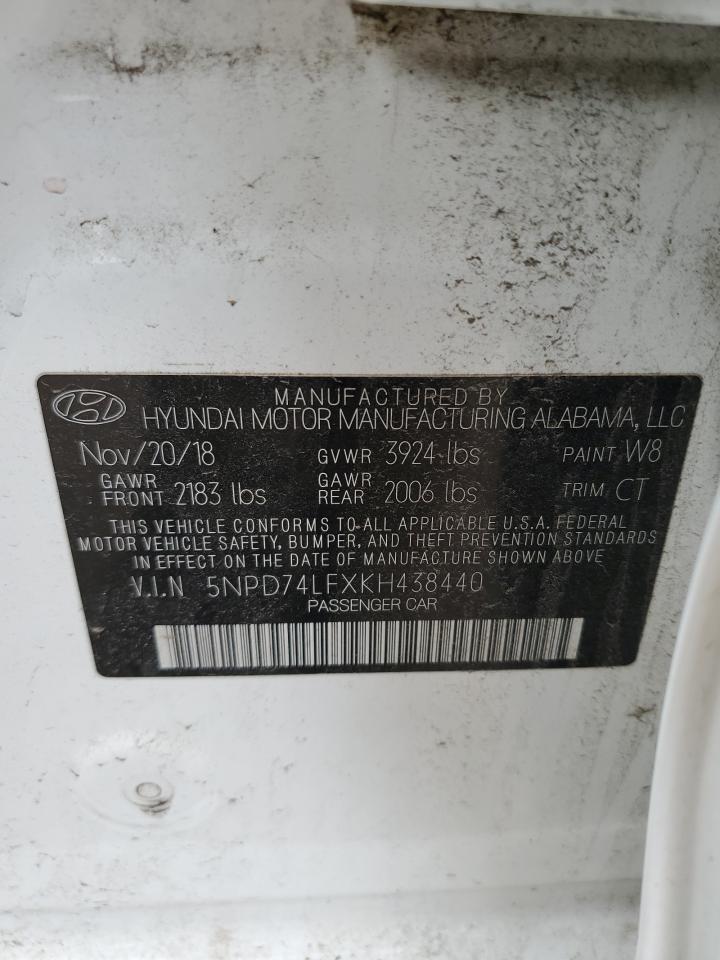 MANUFACTURED BY
HYUNDAI MOTOR MANUFACTURING ALABAMA, LLC
Nov/20/18 GVWR 3924 lbs PAINT W8
GAWR FRONT 2183 lbs GAWR REAR 2006 lbs TRIM CT
THIS VEHICLE CONFORMS TO ALL APPLICABLE U.S.A. FEDERAL
MOTOR VEHICLE SAFETY, BUMPER, AND THEFT PREVENTION STANDARDS
IN EFFECT ON THE DATE OF MANUFACTURE SHOWN ABOVE
V.I.N 5NPD74LFXKH438440
PASSENGER CAR